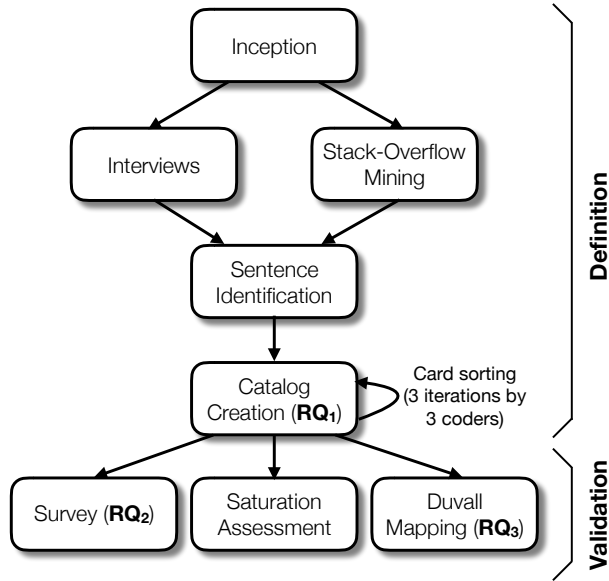 Inception
Interviews
Stack-Overflow
Mining
Sentence
Identification
Catalog
Creation (RQ₁)
Card sorting
(3 iterations by
3 coders)
Definition
Survey (RQ₂)
Saturation
Assessment
Duvall
Mapping (RQ₃)
Validation